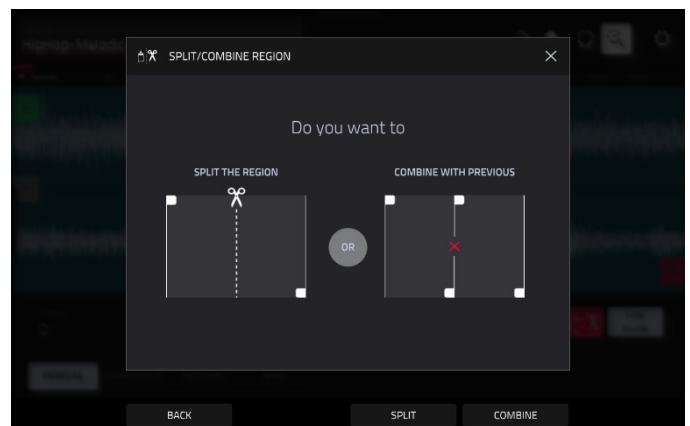 SPLIT/COMBINE REGION
Do you want to
SPLIT THE REGION
COMBINE WITH PREVIOUS
OR
BACK
SPLIT
COMBINE